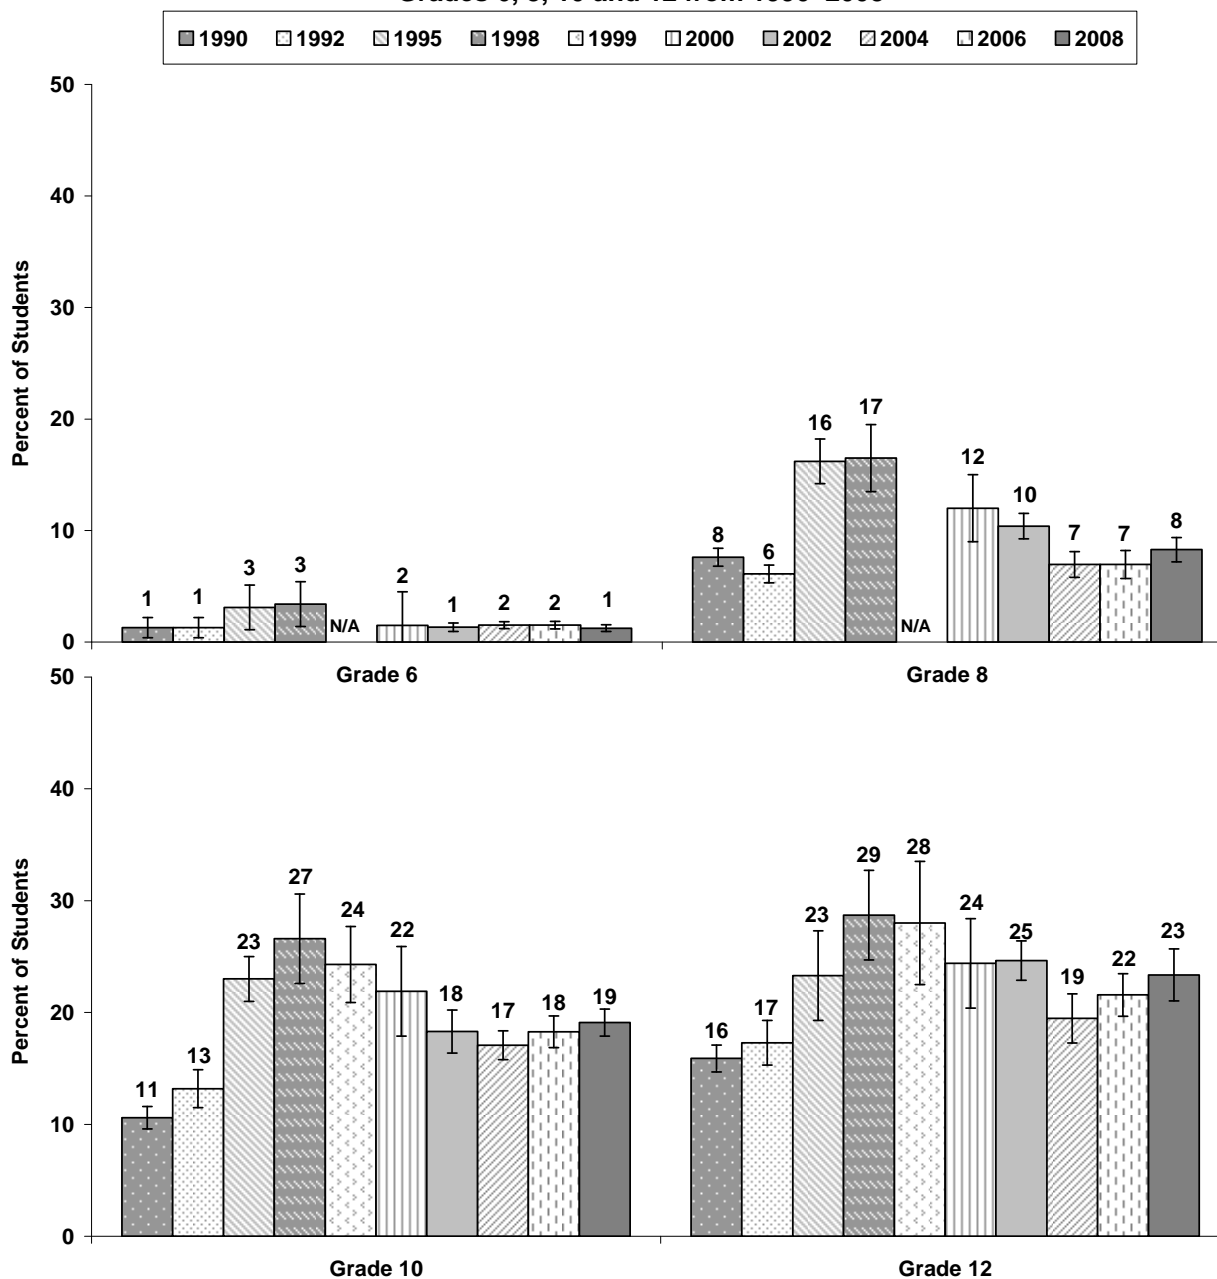 1990 1992 1995 1998 1999 2000 2002 2004 2006 2008
50
40
30
20
10
0
Percent of Students
1 1 3 3 N/A 2 1 2 2 1
8 6 16 17 N/A 12 10 7 7 8
Grade 6 Grade 8
50
40
30
20
10
0
Percent of Students
11 13 23 27 24 22 18 17 18 19
16 17 23 29 28 24 25 19 22 23
Grade 10 Grade 12